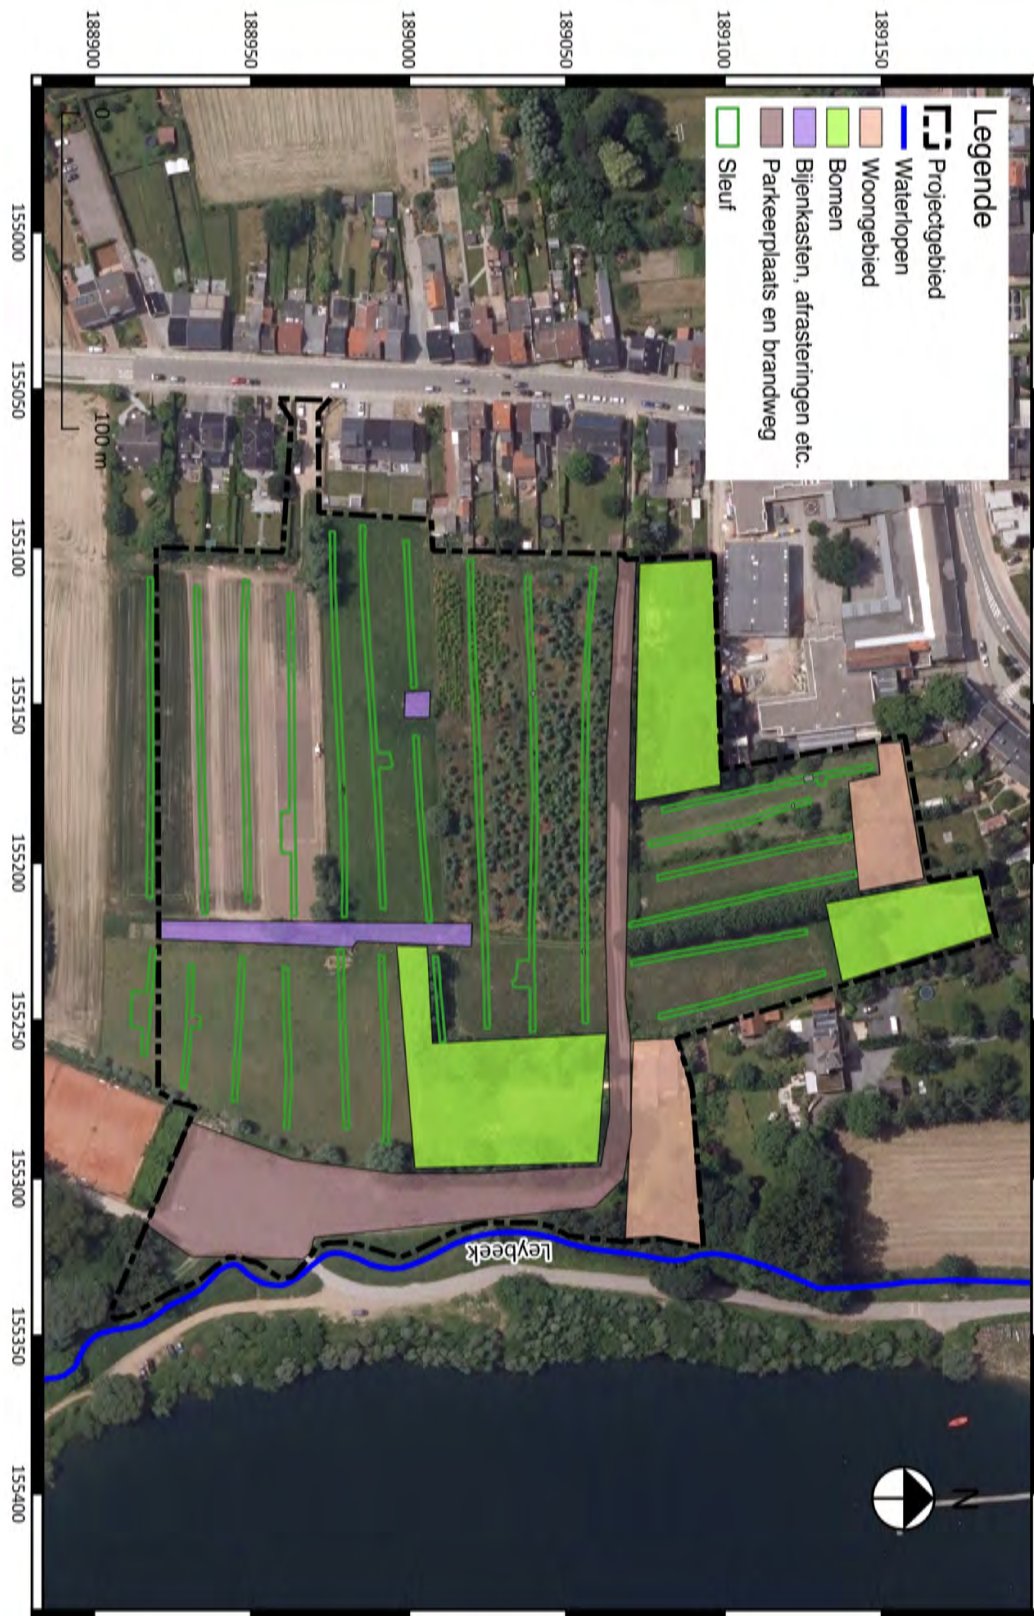 Legende
Projectgebied
Waterlopen
Woongebied
Bomen
Bijenkasten, afrasteringen etc.
Parkeerplaats en brandweg
Sleuf
188900
188950
189000
189050
189100
189150
155000
155050
155100
155150
155200
155250
155300
155350
155400
0
100 m
Leybeek
N